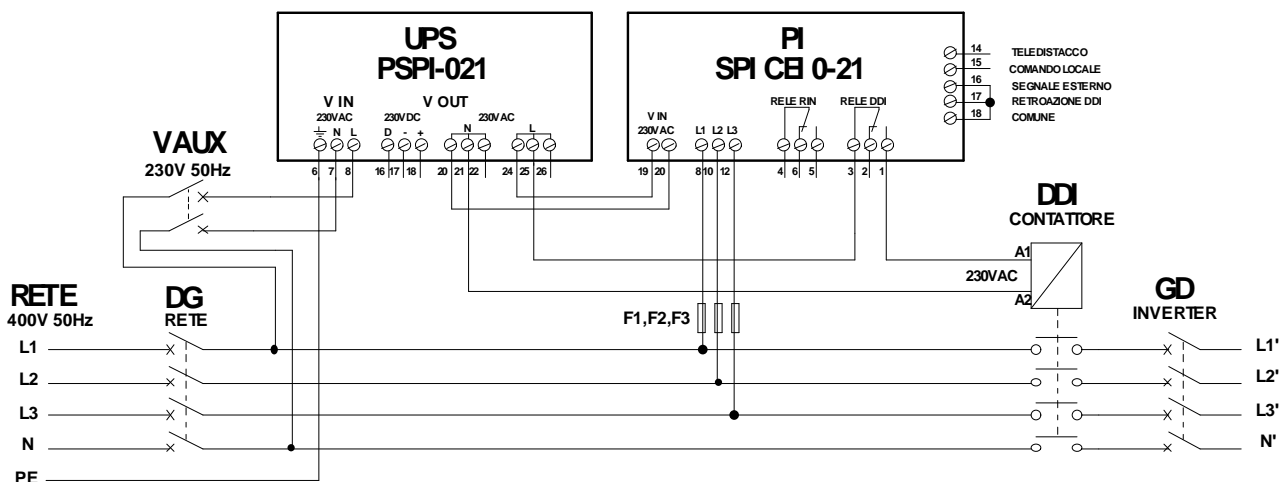 UPS
PSPI-021
V IN
230VAC
N L
V OUT
230VDC
D - +
230VAC
N
L
6 7 8 16 17 18 20 21 22 24 25 26
PI
SPI CEI 0-21
V IN
230VAC
L1 L2 L3
RELE RIN
RELE DDI
19 20 8 10 12 4 6 5 3 2 1
14 TELEDISTACCO
15 COMANDO LOCALE
16 SEGNALE ESTERNO
17 RETROAZIONE DDI
18 COMUNE
VAUX
230V 50Hz
DDI
CONTATTORE
A1
230VAC
A2
RETE
400V 50Hz
DG
RETE
F1,F2,F3
GD
INVERTER
L1 L1'
L2 L2'
L3 L3'
N N'
PE